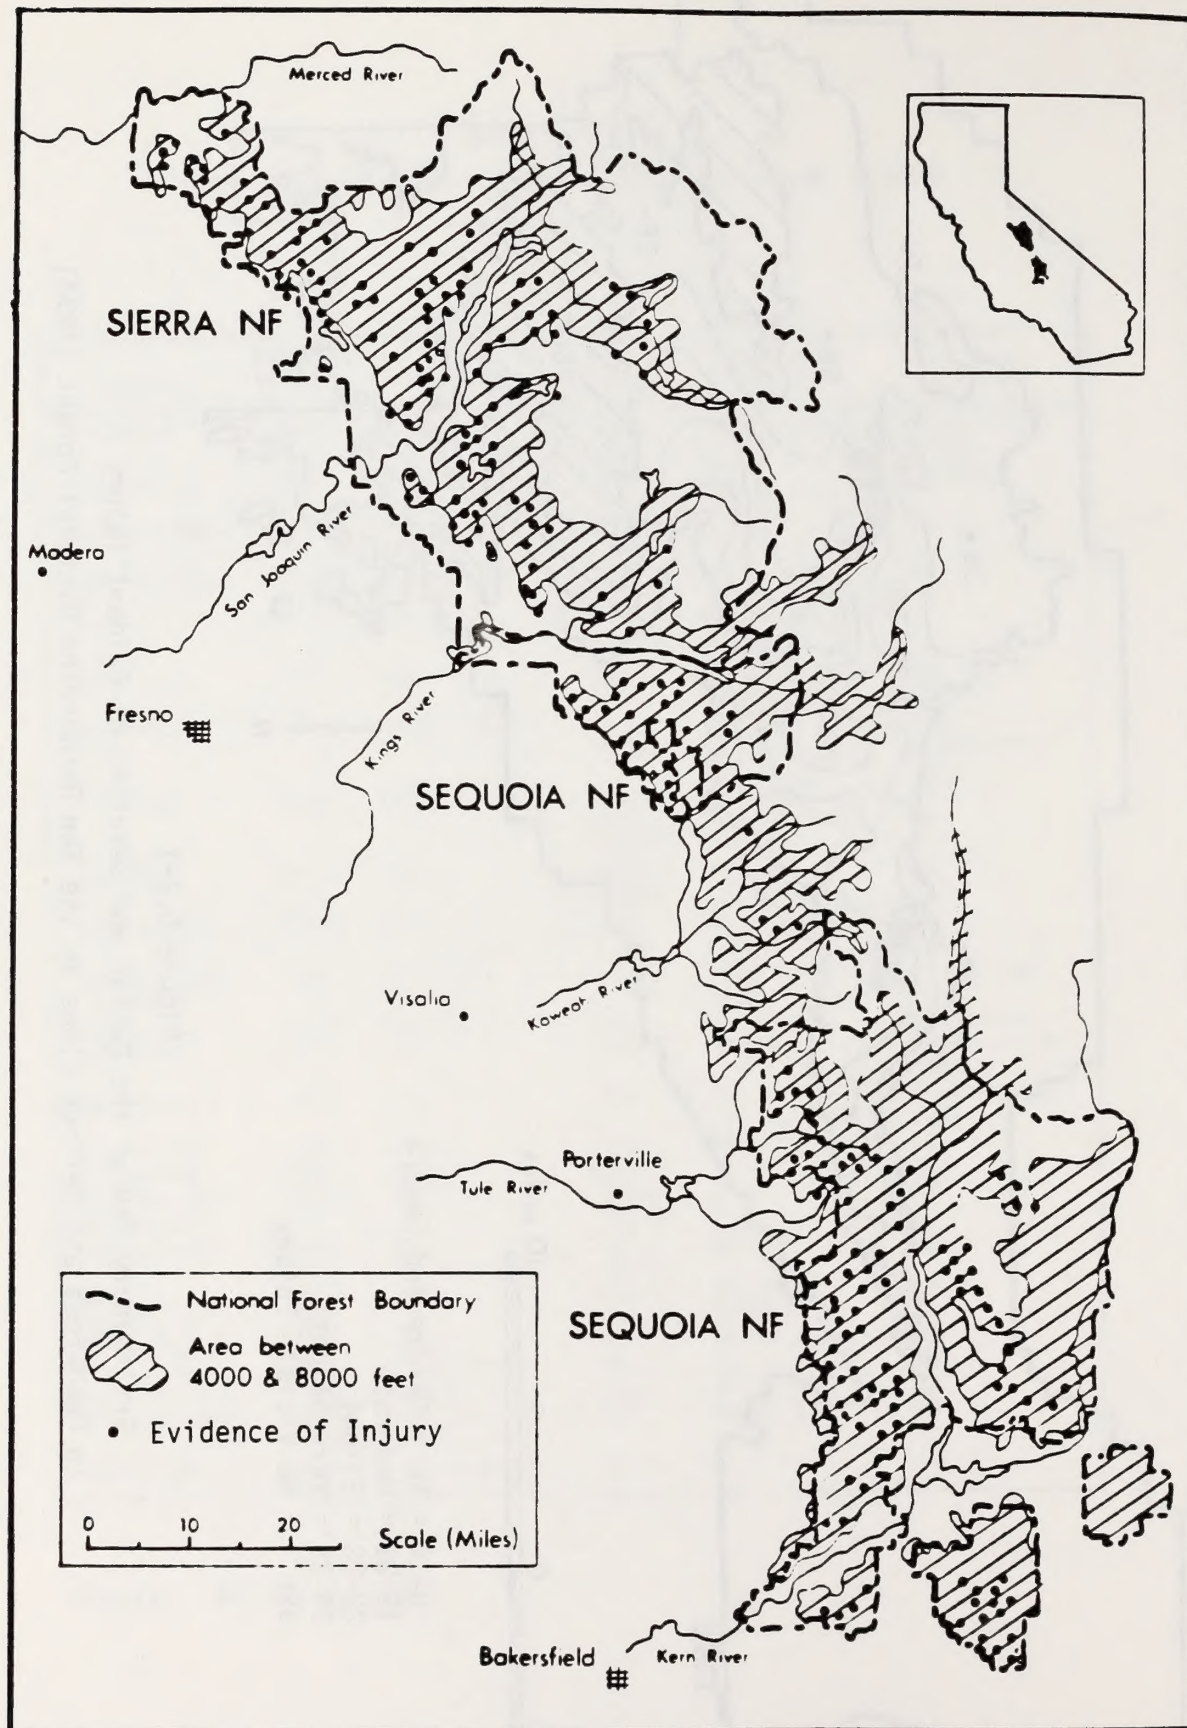 Merced River
SIERRA NF
Madera
San Joaquin River
Fresno
Kings River
SEQUOIA NF
Visalia
Kaweah River
Porterville
Tule River
SEQUOIA NF
National Forest Boundary
Area between
4000 & 8000 feet
Evidence of Injury
0 10 20 Scale (Miles)
Bakersfield
Kern River